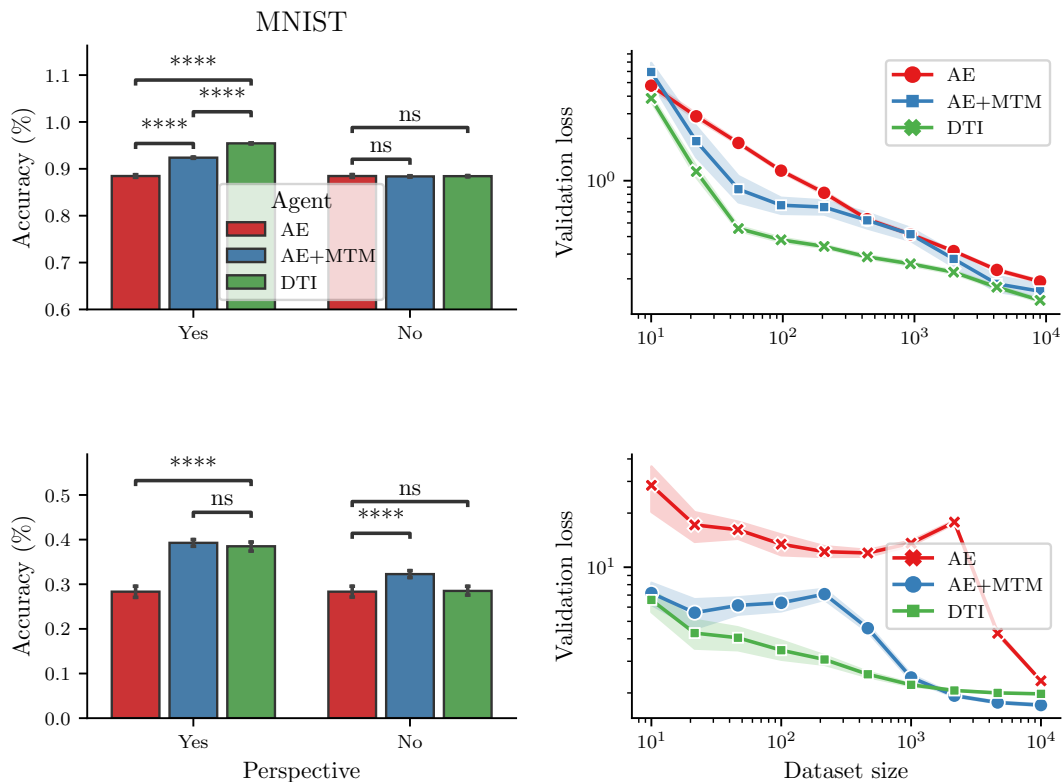 MNIST
****
****
****
ns
ns
1.1
1.0
0.9
0.8
0.7
0.6
Accuracy (%)
Agent
AE
AE+MTM
DTI
Yes
No
AE
AE+MTM
DTI
Validation loss
10⁰
10¹
10²
10³
10⁴
****
ns
ns
****
0.5
0.4
0.3
0.2
0.1
0.0
Accuracy (%)
Yes
No
Perspective
AE
AE+MTM
DTI
Validation loss
10¹
10¹
10²
10³
10⁴
Dataset size